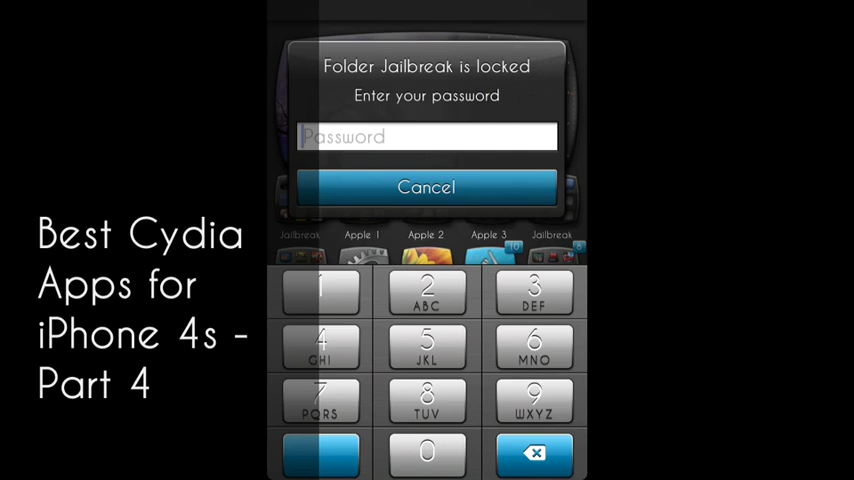 Best Cydia
Apps for
iPhone 4s -
Part 4
Folder Jailbreak is locked
Enter your password
Password
Cancel
Jailbreak Apple 1 Apple 2 Apple 3 Jailbreak
10 8
1 2 3
ABC DEF
4 5 6
GHI JKL MNO
7 8 9
PQRS TUV WXYZ
0